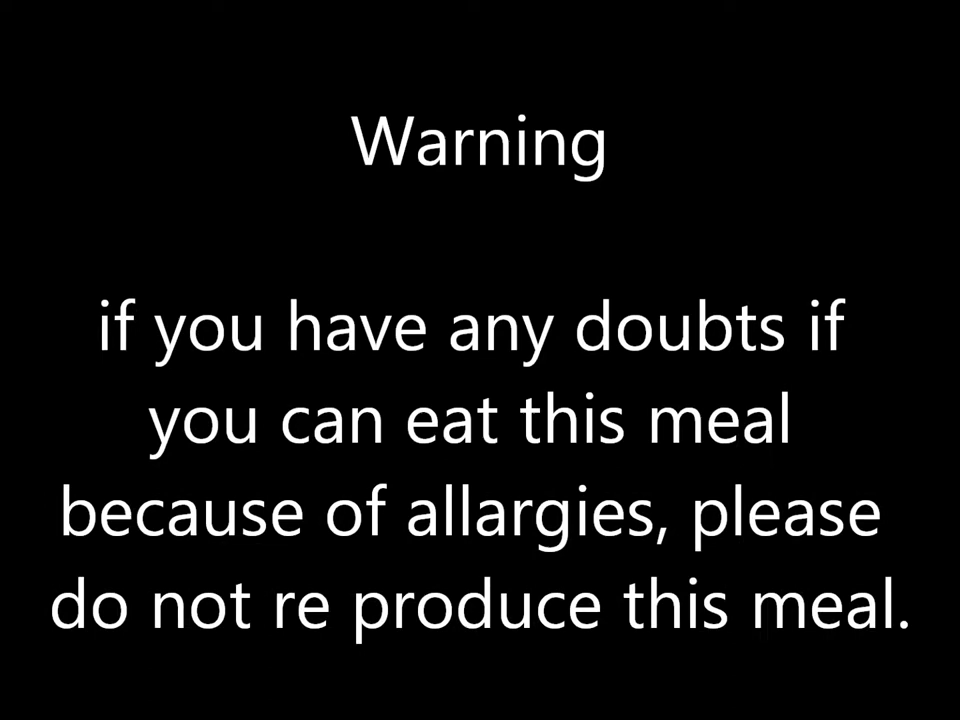 Warning
if you have any doubts if
you can eat this meal
because of allargies, please
do not re produce this meal.